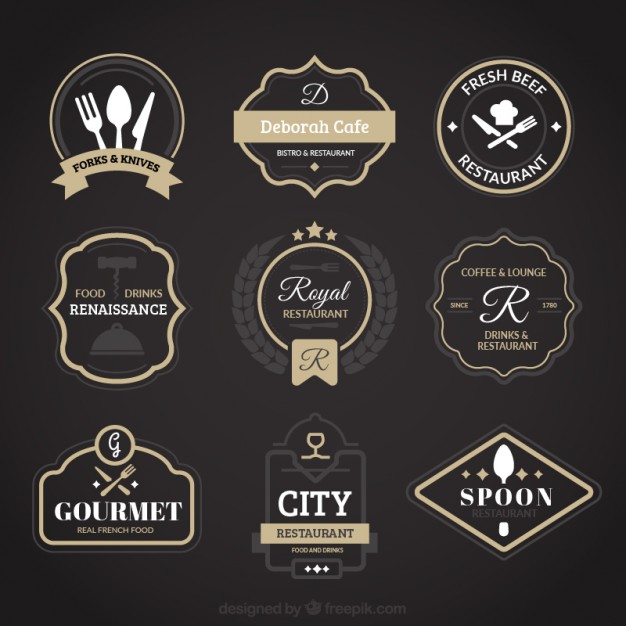 FORKS & KNIVES
D
Deborah Cafe
BISTRO & RESTAURANT
FRESH BEEF
RESTAURANT
FOOD DRINKS
RENAISSANCE
Royal
RESTAURANT
R
COFFEE & LOUNGE
SINCE R 1780
DRINKS &
RESTAURANT
G
GOURMET
REAL FRENCH FOOD
CITY
RESTAURANT
FOOD AND DRINKS
SPOON
RESTAURANT
designed by freepik.com